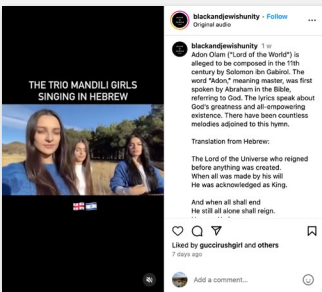 THE TRIO MANDILI GIRLS
SINGING IN HEBREW
blackandjewishunity · Follow
Original audio
blackandjewishunity 1 w
Adon Olam ("Lord of the World") is
alleged to be composed in the 11th
century by Solomon ibn Gabirol. The
word "Adon," meaning master, was first
spoken by Abraham in the Bible,
referring to God. The lyrics speak about
God's greatness and all-empowering
existence. There have been countless
melodies adjoined to this hymn.
Translation from Hebrew:
The Lord of the Universe who reigned
before anything was created.
When all was made by his will
He was acknowledged as King.
And when all shall end
He still all alone shall reign.
Liked by guccirushgirl and others
7 days ago
Add a comment...